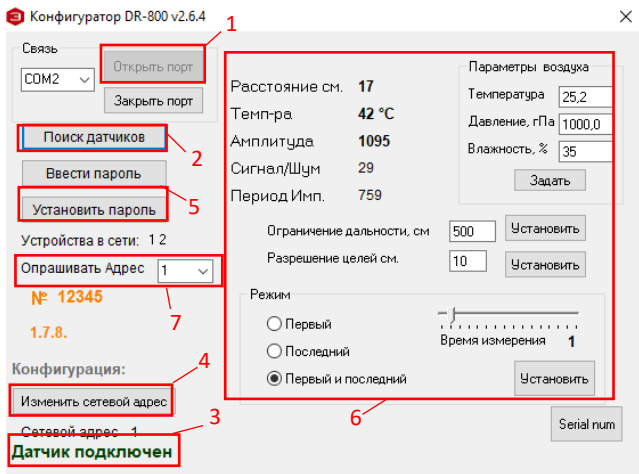 Конфигуратор DR-800 v2.6.4
1
Связь
COM2
Открыть порт
Закрыть порт
Поиск датчиков
2
Ввести пароль
5
Установить пароль
Устройства в сети: 1 2
Опрашивать Адрес 1
7
№ 12345
1.7.8.
Конфигурация:
4
Изменить сетевой адрес
3
Сетевой адрес 1
Датчик подключен
Расстояние см. 17
Темп-ра 42 °C
Амплитуда 1095
Сигнал/Шум 29
Период Имп. 759
Параметры воздуха
Температура 25,2
Давление, гПа 1000,0
Влажность, % 35
Задать
Ограничение дальности, см 500 Установить
Разрешение целей см. 10 Установить
Режим
Первый
Последний
Первый и последний
Время измерения 1
Установить
6
Serial num